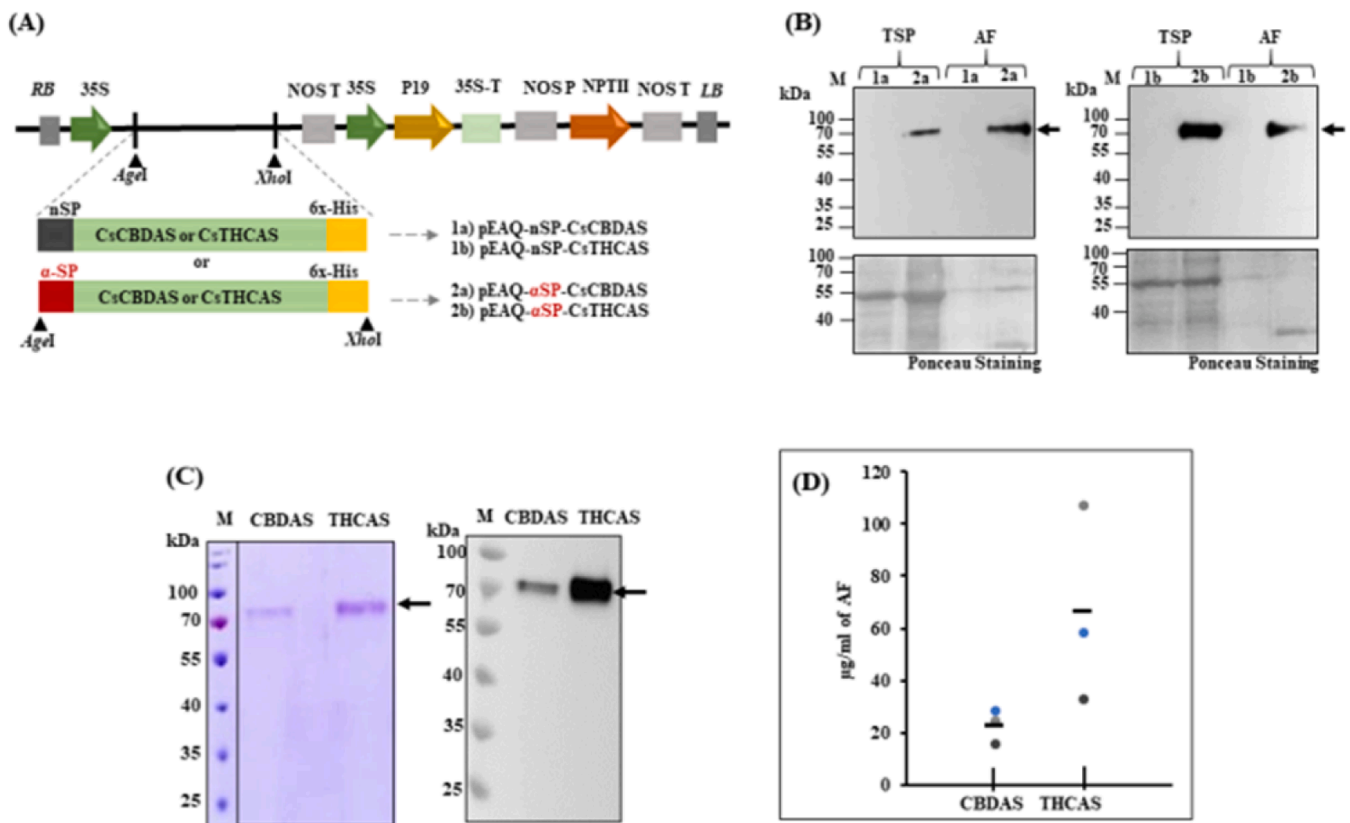 (A)
RB 35S NOS T 35S P19 35S-T NOS P NPTII NOS T LB
AgeI XhoI
nSP 6x-His
CsCBDAS or CsTHCAS
1a) pEAQ-nSP-CsCBDAS
1b) pEAQ-nSP-CsTHCAS
or
α-SP 6x-His
CsCBDAS or CsTHCAS
2a) pEAQ-αSP-CsCBDAS
2b) pEAQ-αSP-CsTHCAS
AgeI XhoI
(B)
TSP AF
M 1a 2a 1a 2a
kDa
100
70
55
40
35
25
100
70
55
40
Ponceau Staining
TSP AF
M 1b 2b 1b 2b
kDa
100
70
55
40
35
25
100
70
55
40
Ponceau Staining
(C)
M CBDAS THCAS
kDa
100
70
55
40
35
25
M CBDAS THCAS
kDa
100
70
55
40
35
25
(D)
120
100
80
60
40
20
0
µg/ml of AF
CBDAS THCAS